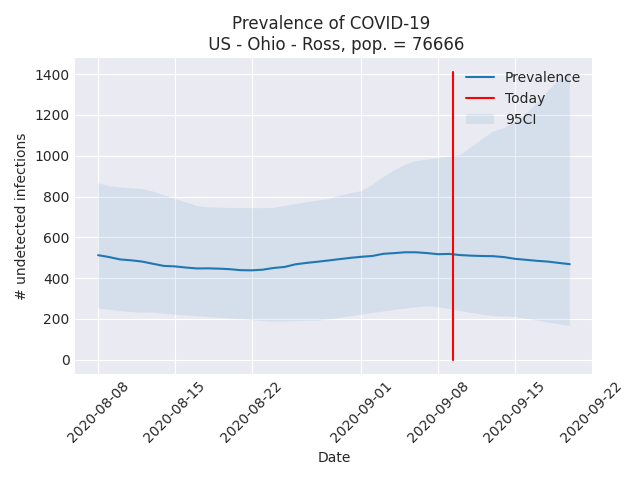 Prevalence of COVID-19
US - Ohio - Ross, pop. = 76666
1400
1200
1000
800
600
400
200
0
# undetected infections
Prevalence
Today
95CI
2020-08-08
2020-08-15
2020-08-22
2020-09-01
2020-09-08
2020-09-15
2020-09-22
Date